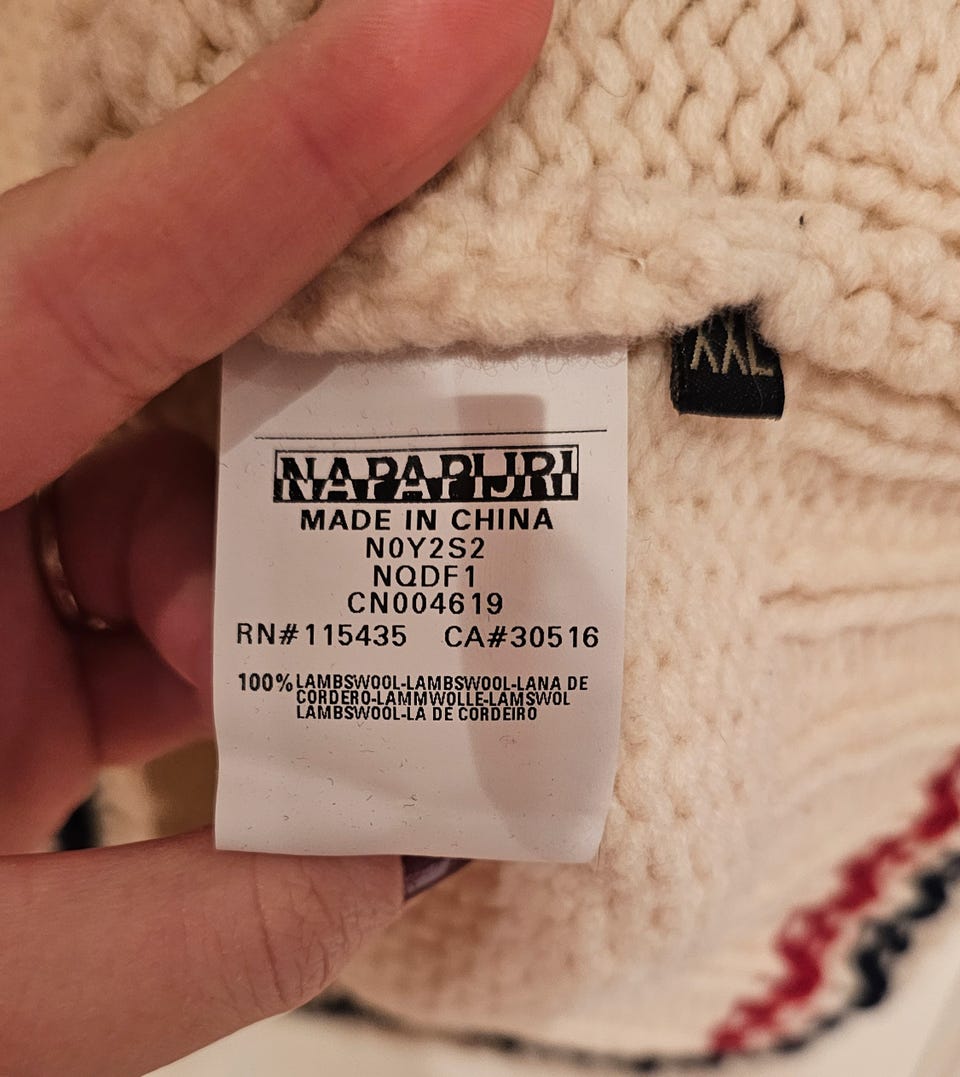 XXL
NAPAPIJRI
MADE IN CHINA
N0Y2S2
NQDF1
CN004619
RN#115435 CA#30516
100% LAMBSWOOL-LAMBSWOOL-LANA DE
CORDERO-LAMMWOLLE-LAMSWOL
LAMBSWOOL-LA DE CORDEIRO